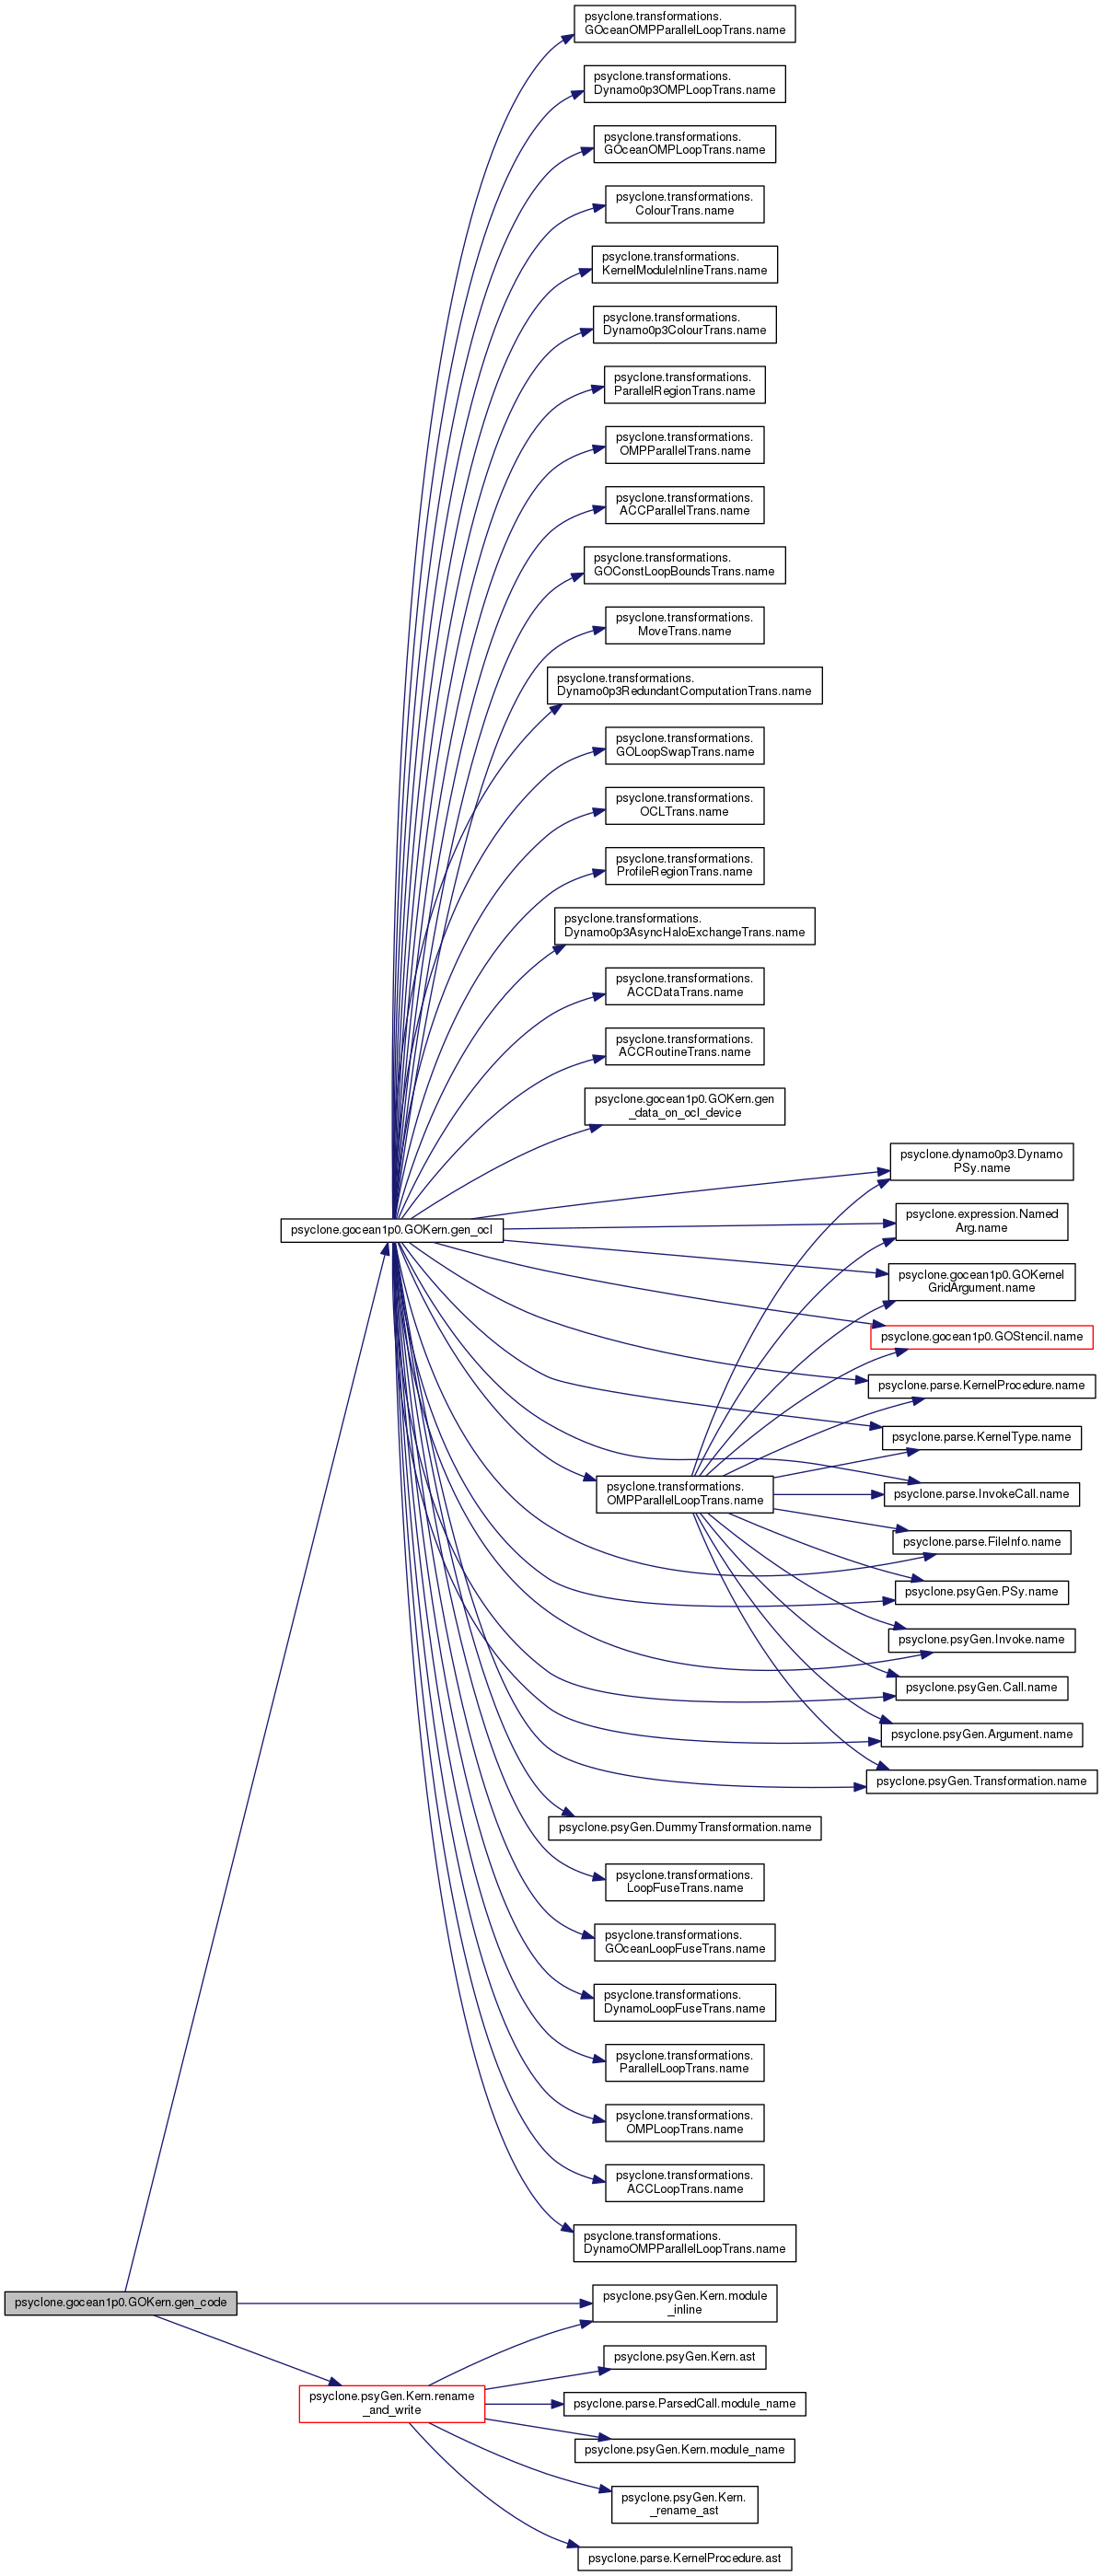 psyclone.transformations.
GOceanOMPParallelLoopTrans.name
psyclone.transformations.
Dynamo0p3OMPLoopTrans.name
psyclone.transformations.
GOceanOMPLoopTrans.name
psyclone.transformations.
ColourTrans.name
psyclone.transformations.
KernelModuleInlineTrans.name
psyclone.transformations.
Dynamo0p3ColourTrans.name
psyclone.transformations.
ParallelRegionTrans.name
psyclone.transformations.
OMPParallelTrans.name
psyclone.transformations.
ACCParallelTrans.name
psyclone.transformations.
GOConstLoopBoundsTrans.name
psyclone.transformations.
MoveTrans.name
psyclone.transformations.
Dynamo0p3RedundantComputationTrans.name
psyclone.transformations.
GOLoopSwapTrans.name
psyclone.transformations.
OCLTrans.name
psyclone.transformations.
ProfileRegionTrans.name
psyclone.transformations.
Dynamo0p3AsyncHaloExchangeTrans.name
psyclone.transformations.
ACCDataTrans.name
psyclone.transformations.
ACCRoutineTrans.name
psyclone.gocean1p0.GOKern.gen
_data_on_ocl_device
psyclone.dynamo0p3.Dynamo
PSy.name
psyclone.expression.Named
Arg.name
psyclone.gocean1p0.GOKern.gen_ocl
psyclone.gocean1p0.GOKernel
GridArgument.name
psyclone.gocean1p0.GOStencil.name
psyclone.parse.KernelProcedure.name
psyclone.parse.KernelType.name
psyclone.transformations.
OMPParallelLoopTrans.name
psyclone.parse.InvokeCall.name
psyclone.parse.FileInfo.name
psyclone.psyGen.PSy.name
psyclone.psyGen.Invoke.name
psyclone.psyGen.Call.name
psyclone.psyGen.Argument.name
psyclone.psyGen.Transformation.name
psyclone.psyGen.DummyTransformation.name
psyclone.transformations.
LoopFuseTrans.name
psyclone.transformations.
GOceanLoopFuseTrans.name
psyclone.transformations.
DynamoLoopFuseTrans.name
psyclone.transformations.
ParallelLoopTrans.name
psyclone.transformations.
OMPLoopTrans.name
psyclone.transformations.
ACCLoopTrans.name
psyclone.transformations.
DynamoOMPParallelLoopTrans.name
psyclone.gocean1p0.GOKern.gen_code
psyclone.psyGen.Kern.module
_inline
psyclone.psyGen.Kern.ast
psyclone.psyGen.Kern.rename
_and_write
psyclone.parse.ParsedCall.module_name
psyclone.psyGen.Kern.module_name
psyclone.psyGen.Kern.
_rename_ast
psyclone.parse.KernelProcedure.ast